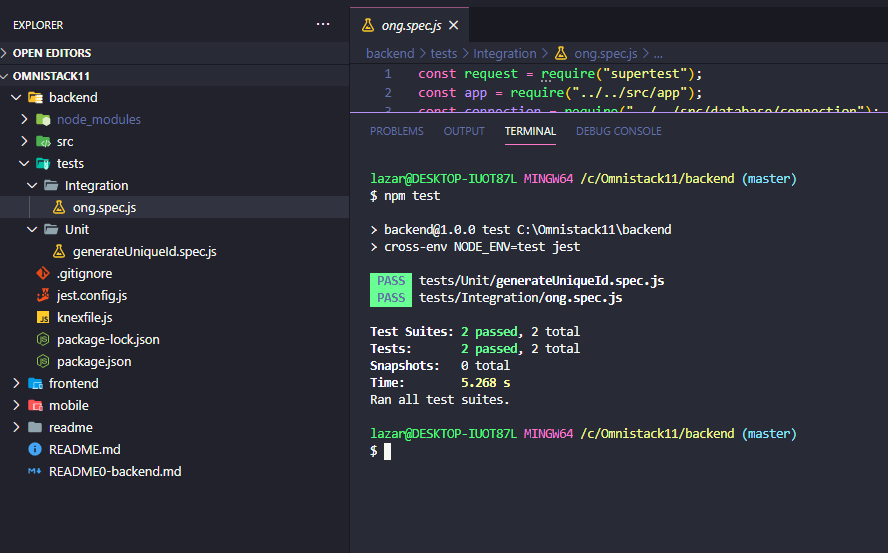 EXPLORER
OPEN EDITORS
OMNISTACK11
backend
node_modules
src
tests
Integration
ong.spec.js
Unit
generateUniqueId.spec.js
.gitignore
jest.config.js
knexfile.js
package-lock.json
package.json
frontend
mobile
readme
README.md
README0-backend.md
ong.spec.js
backend > tests > Integration > ong.spec.js > ...
1 const request = require("supertest");
2 const app = require("../../src/app");
3 const connection = require("../../src/database/connection");
PROBLEMS OUTPUT TERMINAL DEBUG CONSOLE
lazar@DESKTOP-IUOT87L MINGW64 /c/Omnistack11/backend (master)
$ npm test
> backend@1.0.0 test C:\Omnistack11\backend
> cross-env NODE_ENV=test jest
PASS tests/Unit/generateUniqueId.spec.js
PASS tests/Integration/ong.spec.js
Test Suites: 2 passed, 2 total
Tests: 2 passed, 2 total
Snapshots: 0 total
Time: 5.268 s
Ran all test suites.
lazar@DESKTOP-IUOT87L MINGW64 /c/Omnistack11/backend (master)
$